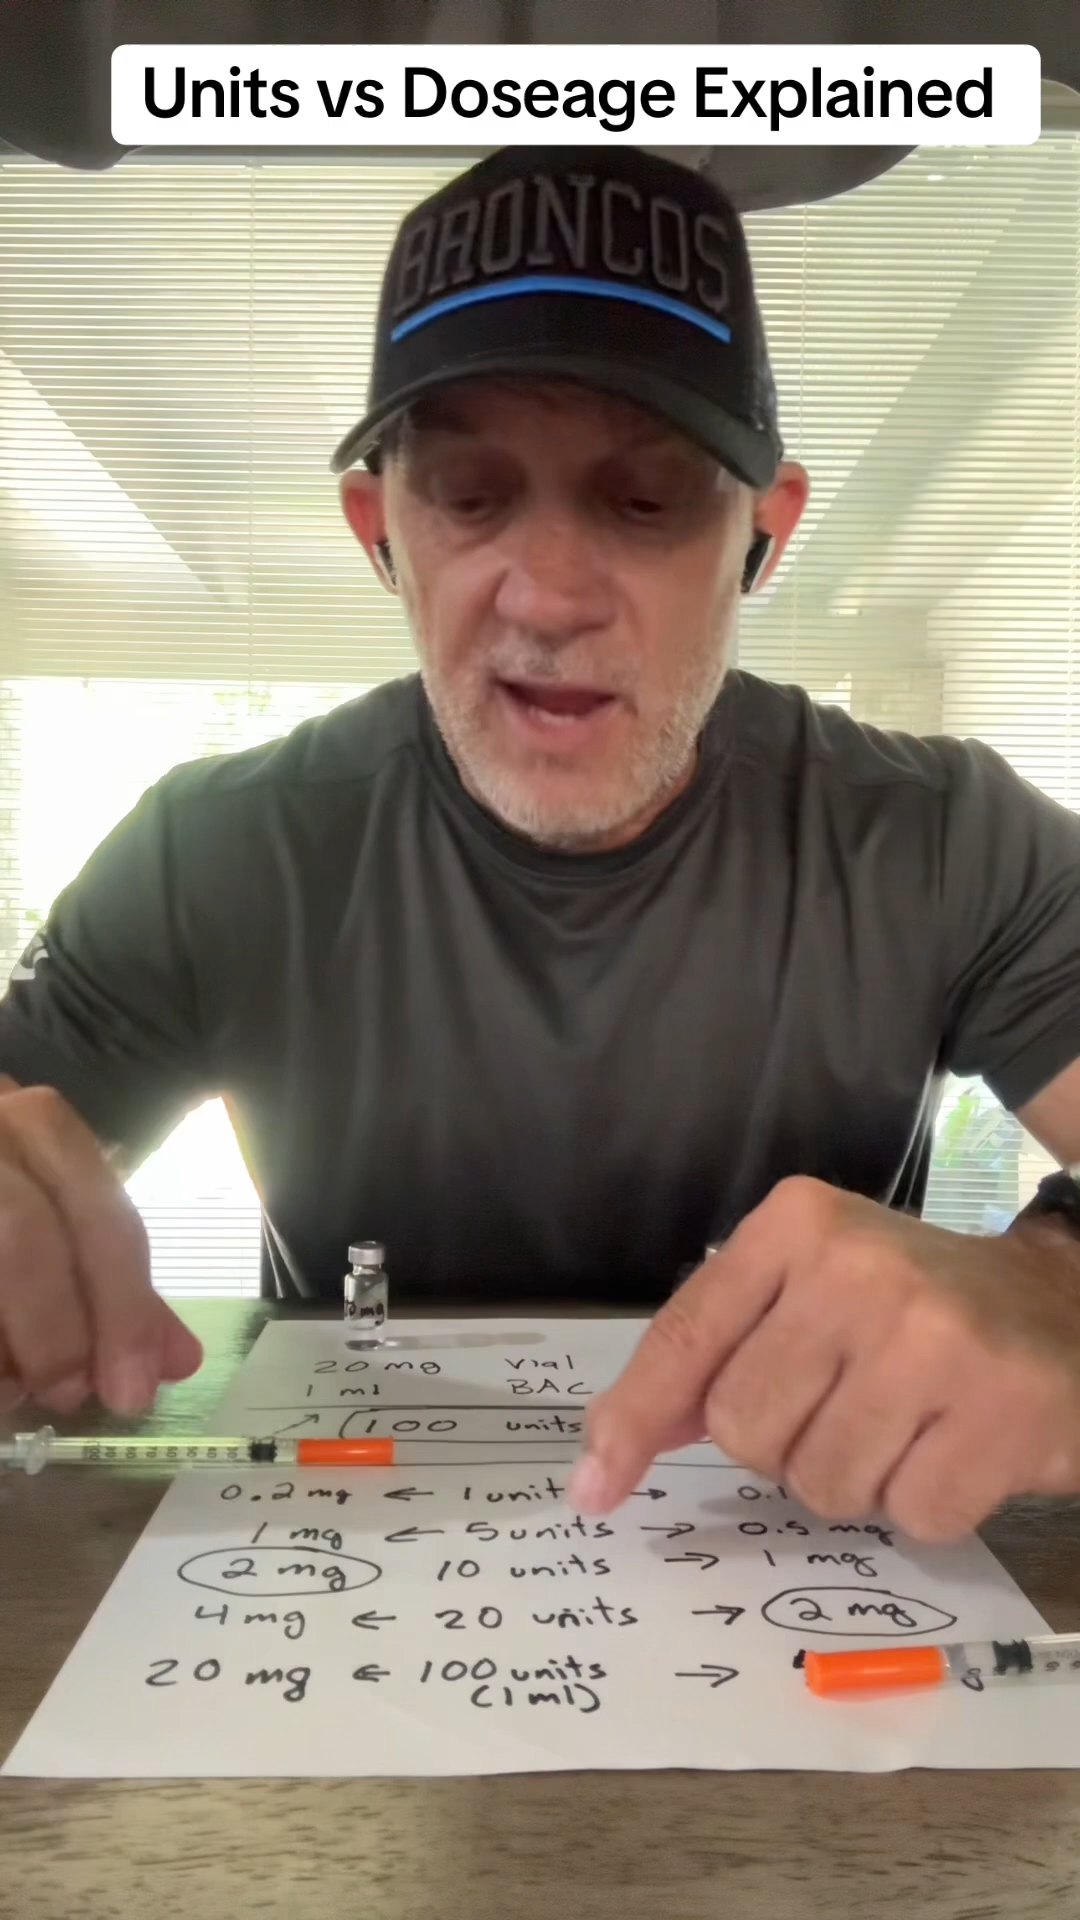 Units vs Doseage Explained
BRONCOS
20 mg Vial
1 ml BAC
100 units
0.2 mg ← 1 unit → 0.1
1 mg ← 5 units → 0.5 mg
2 mg 10 units → 1 mg
4 mg ← 20 units → 2 mg
20 mg ← 100 units →
(1 ml)